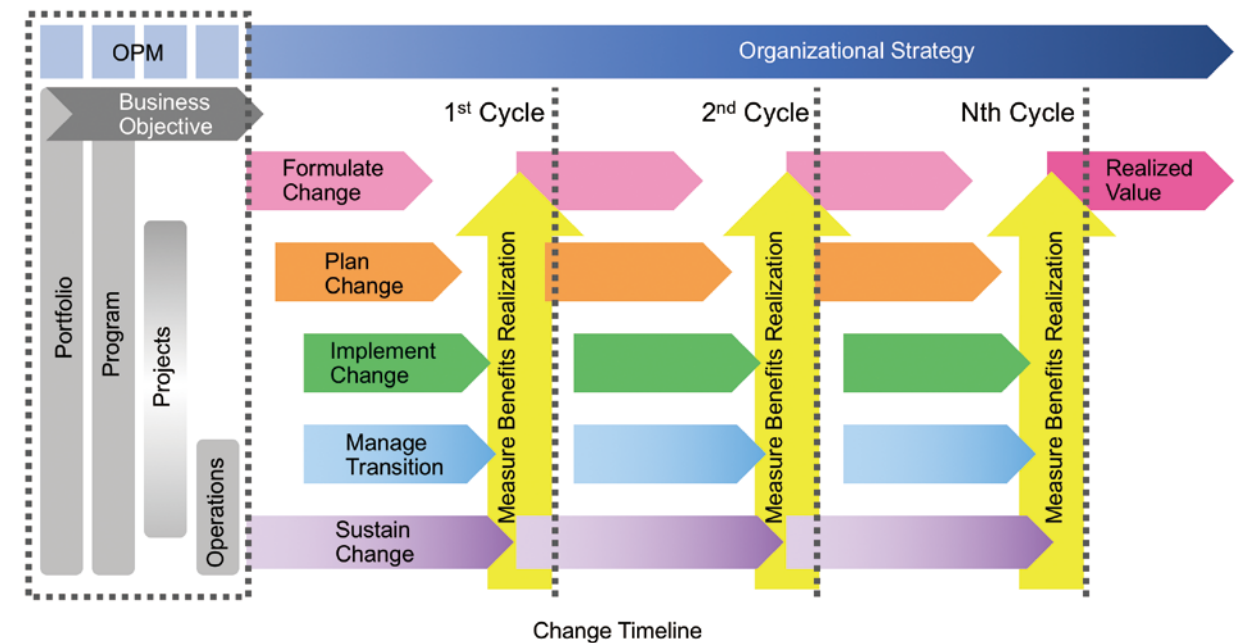 OPM
Organizational Strategy
Business
Objective
1st Cycle
2nd Cycle
Nth Cycle
Formulate
Change
Realized
Value
Plan
Change
Implement
Change
Manage
Transition
Sustain
Change
Portfolio
Program
Projects
Operations
Measure Benefits Realization
Measure Benefits Realization
Measure Benefits Realization
Change Timeline